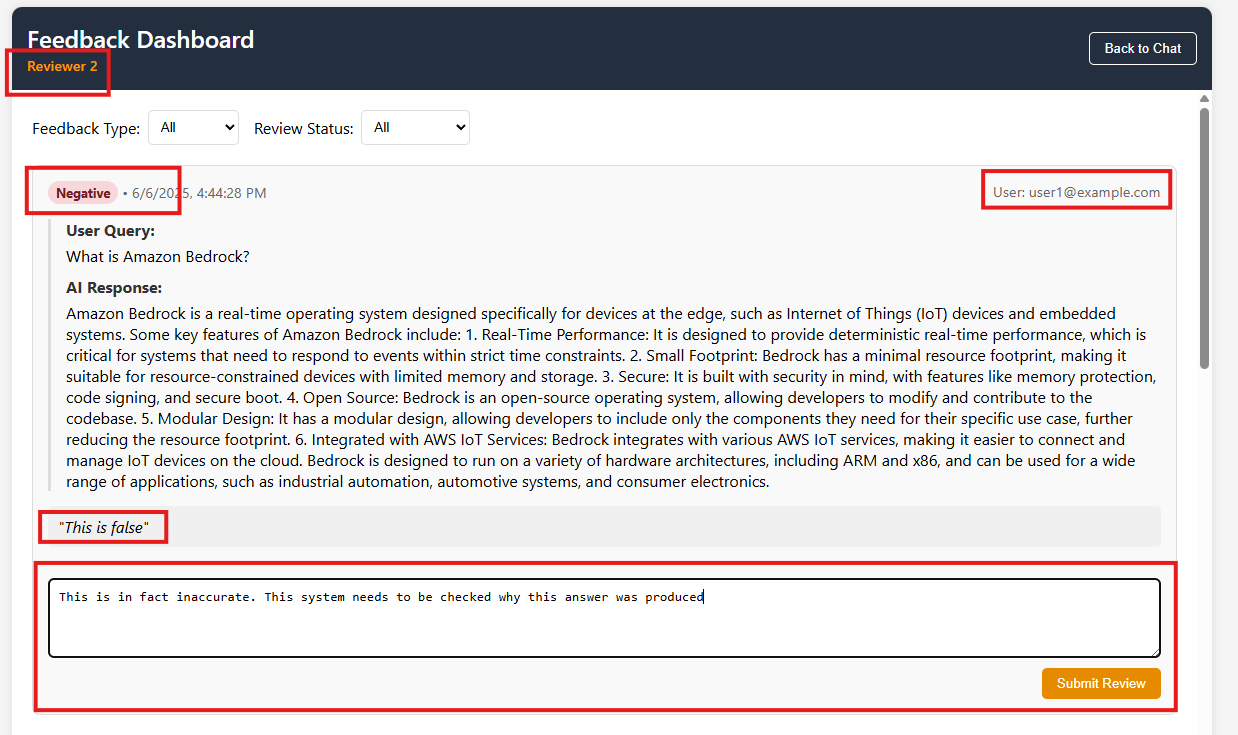 Feedback Dashboard
Reviewer 2
Back to Chat
Feedback Type: All Review Status: All
Negative • 6/6/2025, 4:44:28 PM User: user1@example.com
User Query:
What is Amazon Bedrock?
AI Response:
Amazon Bedrock is a real-time operating system designed specifically for devices at the edge, such as Internet of Things (IoT) devices and embedded
systems. Some key features of Amazon Bedrock include: 1. Real-Time Performance: It is designed to provide deterministic real-time performance, which is
critical for systems that need to respond to events within strict time constraints. 2. Small Footprint: Bedrock has a minimal resource footprint, making it
suitable for resource-constrained devices with limited memory and storage. 3. Secure: It is built with security in mind, with features like memory protection,
code signing, and secure boot. 4. Open Source: Bedrock is an open-source operating system, allowing developers to modify and contribute to the
codebase. 5. Modular Design: It has a modular design, allowing developers to include only the components they need for their specific use case, further
reducing the resource footprint. 6. Integrated with AWS IoT Services: Bedrock integrates with various AWS IoT services, making it easier to connect and
manage IoT devices on the cloud. Bedrock is designed to run on a variety of hardware architectures, including ARM and x86, and can be used for a wide
range of applications, such as industrial automation, automotive systems, and consumer electronics.
"This is false"
This is in fact inaccurate. This system needs to be checked why this answer was produced
Submit Review